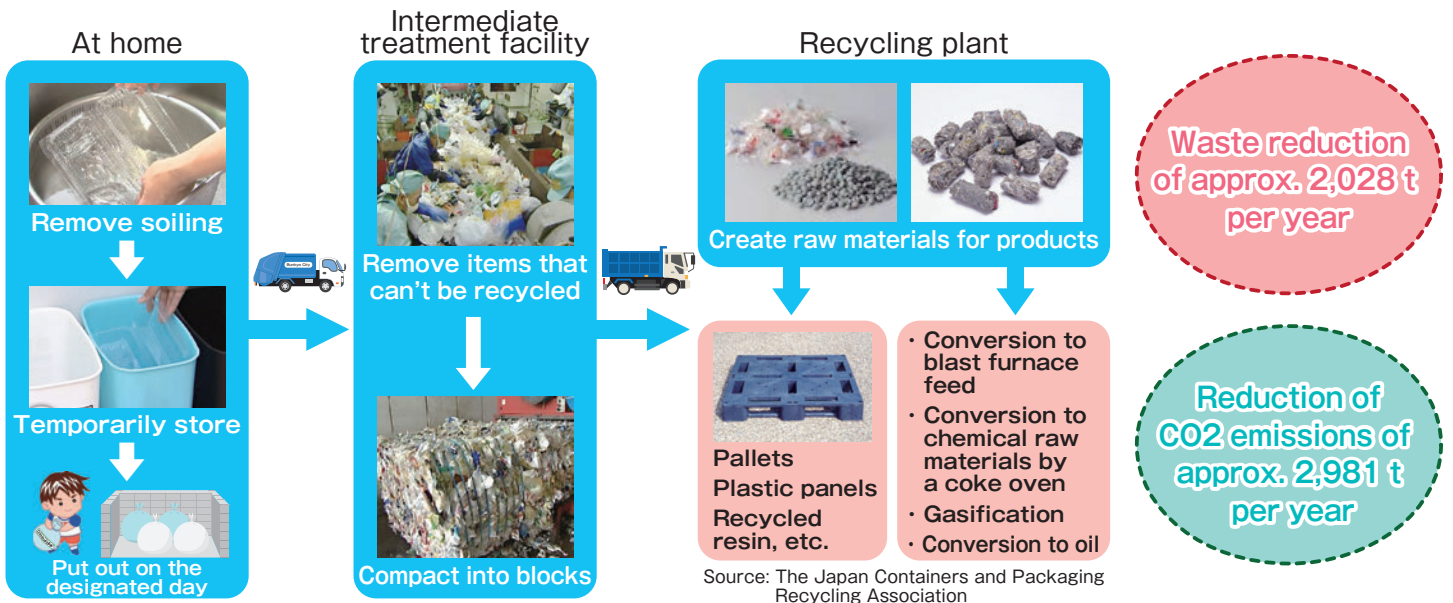 At home
Remove soiling
Temporarily store
Put out on the
designated day
Bunkyo City
Intermediate
treatment facility
Remove items that
can't be recycled
Compact into blocks
Recycling plant
Create raw materials for products
Pallets
Plastic panels
Recycled
resin, etc.
・Conversion to
blast furnace
feed
・Conversion to
chemical raw
materials by
a coke oven
・Gasification
・Conversion to oil
Source: The Japan Containers and Packaging
Recycling Association
Waste reduction
of approx. 2,028 t
per year
Reduction of
CO2 emissions of
approx. 2,981 t
per year